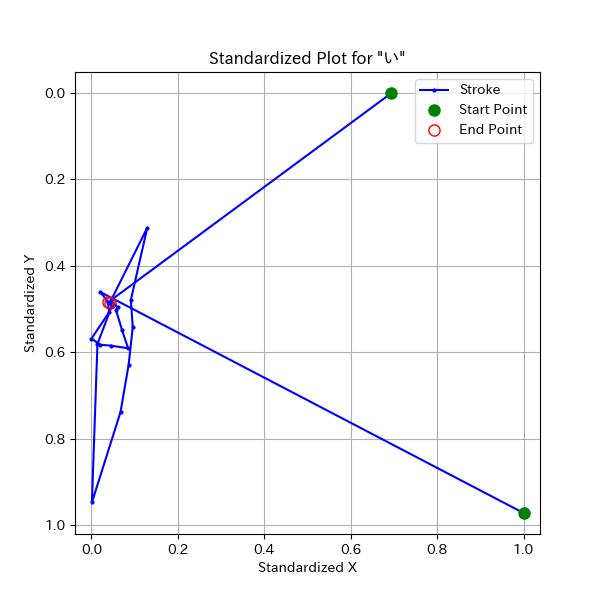 Standardized Plot for "い"
Stroke
Start Point
End Point
Standardized Y
0.0
0.2
0.4
0.6
0.8
1.0
0.0 0.2 0.4 0.6 0.8 1.0
Standardized X